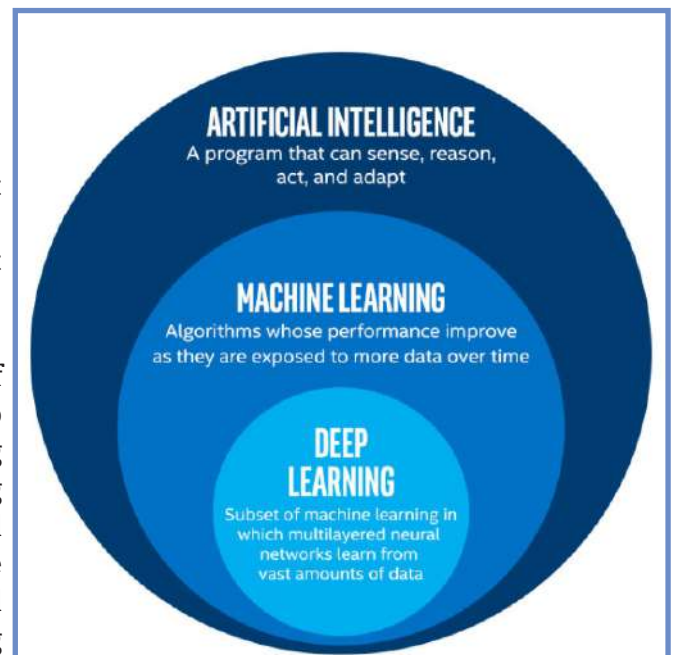 ARTIFICIAL INTELLIGENCE
A program that can sense, reason,
act, and adapt
MACHINE LEARNING
Algorithms whose performance improve
as they are exposed to more data over time
DEEP
LEARNING
Subset of machine learning in
which multilayered neural
networks learn from
vast amounts of data